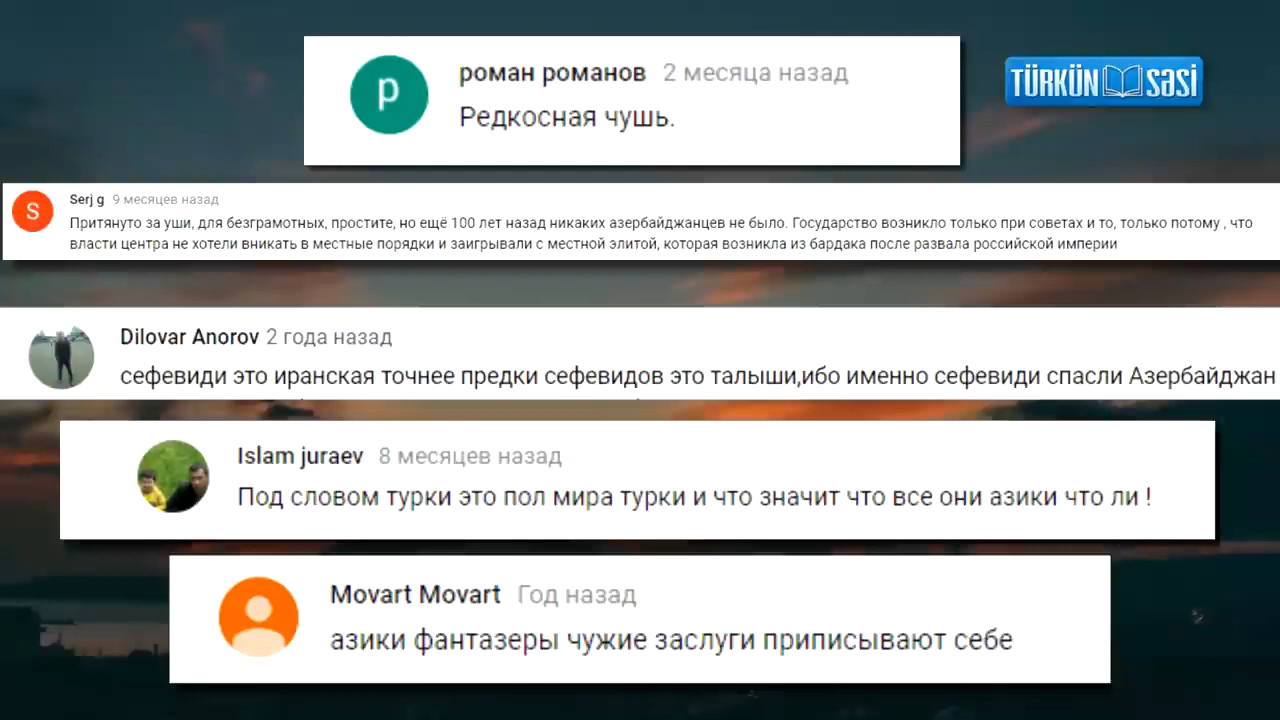 роман романов 2 месяца назад
Редкосная чушь.
TÜRKÜN SƏSİ
Serj g 9 месяцев назад
Притянуто за уши, для безграмотных, простите, но ещё 100 лет назад никаких азербайджанцев не было. Государство возникло только при советах и то, только потому , что
власти центра не хотели вникать в местные порядки и заигрывали с местной элитой, которая возникла из бардака после развала российской империи
Dilovar Anorov 2 года назад
сефевиди это иранская точнее предки сефевидов это талыши,ибо именно сефевиди спасли Азербайджан
Islam juraev 8 месяцев назад
Под словом турки это пол мира турки и что значит что все они азики что ли !
Movart Movart Год назад
азики фантазеры чужие заслуги приписывают себе